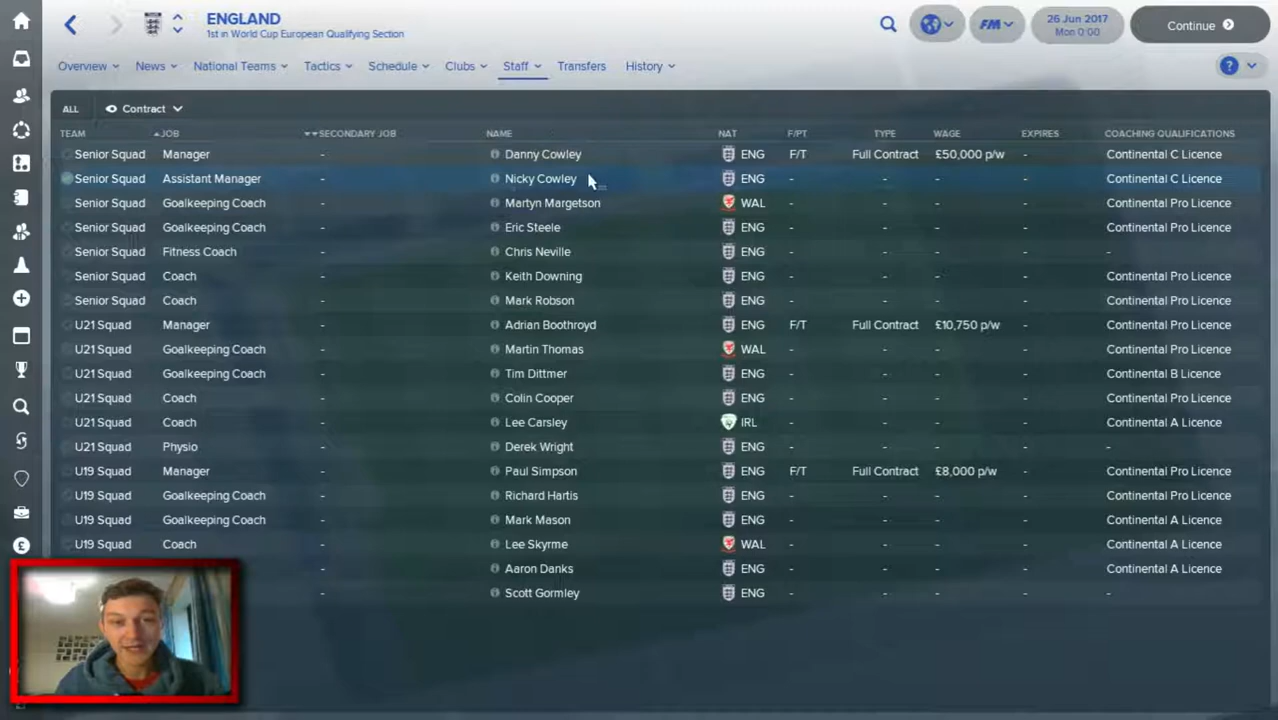 ENGLAND
1st in World Cup European Qualifying Section
FM
26 Jun 2017
Mon 0:00
Continue
Overview News National Teams Tactics Schedule Clubs Staff Transfers History
?
ALL Contract
TEAM JOB SECONDARY JOB NAME NAT F/PT TYPE WAGE EXPIRES COACHING QUALIFICATIONS
Senior Squad Manager - Danny Cowley ENG F/T Full Contract £50,000 p/w - Continental C Licence
Senior Squad Assistant Manager - Nicky Cowley ENG - - - - Continental C Licence
Senior Squad Goalkeeping Coach - Martyn Margetson WAL - - - - Continental Pro Licence
Senior Squad Goalkeeping Coach - Eric Steele ENG - - - - Continental Pro Licence
Senior Squad Fitness Coach - Chris Neville ENG - - - - -
Senior Squad Coach - Keith Downing ENG - - - - Continental Pro Licence
Senior Squad Coach - Mark Robson ENG - - - - Continental Pro Licence
U21 Squad Manager - Adrian Boothroyd ENG F/T Full Contract £10,750 p/w - Continental Pro Licence
U21 Squad Goalkeeping Coach - Martin Thomas WAL - - - - Continental Pro Licence
U21 Squad Goalkeeping Coach - Tim Dittmer ENG - - - - Continental B Licence
U21 Squad Coach - Colin Cooper ENG - - - - Continental Pro Licence
U21 Squad Coach - Lee Carsley IRL - - - - Continental A Licence
U21 Squad Physio - Derek Wright ENG - - - - -
U19 Squad Manager - Paul Simpson ENG F/T Full Contract £8,000 p/w - Continental Pro Licence
U19 Squad Goalkeeping Coach - Richard Hartis ENG - - - - Continental Pro Licence
U19 Squad Goalkeeping Coach - Mark Mason ENG - - - - Continental A Licence
U19 Squad Coach - Lee Skyrme WAL - - - - Continental A Licence
- Aaron Danks ENG - - - - Continental A Licence
- Scott Gormley ENG - - - - -